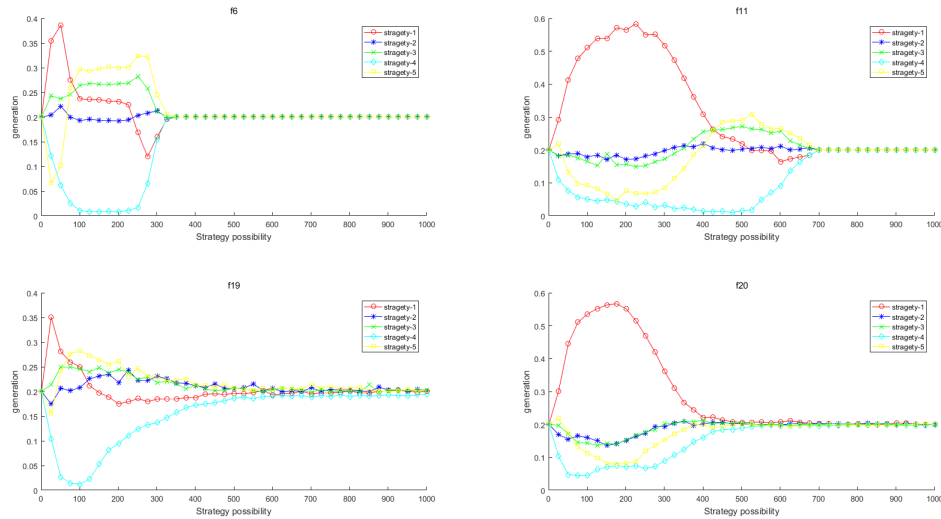 f6
0.4
0.35
0.3
0.25
0.2
0.15
0.1
0.05
0
generation
0 100 200 300 400 500 600 700 800 900 1000
Strategy possibility
stragety-1
stragety-2
stragety-3
stragety-4
stragety-5
f11
0.6
0.5
0.4
0.3
0.2
0.1
0
generation
0 100 200 300 400 500 600 700 800 900 1000
Strategy possibility
stragety-1
stragety-2
stragety-3
stragety-4
stragety-5
f19
0.4
0.35
0.3
0.25
0.2
0.15
0.1
0.05
0
generation
0 100 200 300 400 500 600 700 800 900 1000
Strategy possibility
stragety-1
stragety-2
stragety-3
stragety-4
stragety-5
f20
0.6
0.5
0.4
0.3
0.2
0.1
0
generation
0 100 200 300 400 500 600 700 800 900 1000
Strategy possibility
stragety-1
stragety-2
stragety-3
stragety-4
stragety-5